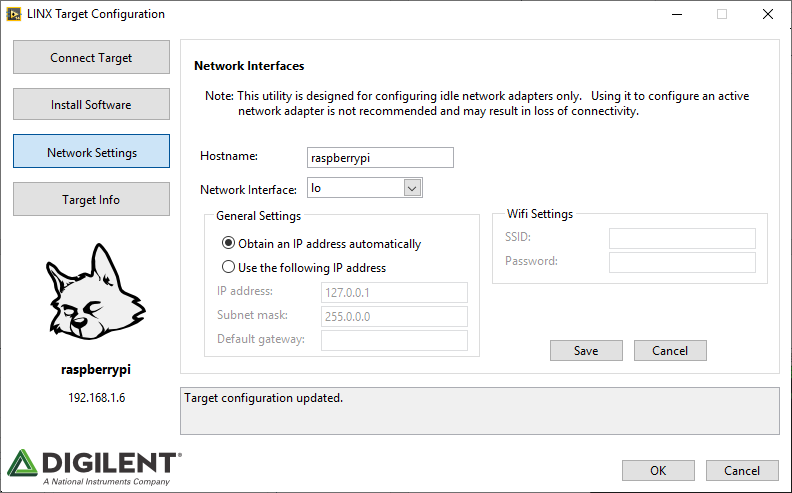 LINX Target Configuration
Connect Target
Install Software
Network Settings
Target Info
raspberrypi
192.168.1.6
DIGILENT®
A National Instruments Company
Network Interfaces
Note: This utility is designed for configuring idle network adapters only. Using it to configure an active
network adapter is not recommended and may result in loss of connectivity.
Hostname: raspberrypi
Network Interface: lo
General Settings
Obtain an IP address automatically
Use the following IP address
IP address: 127.0.0.1
Subnet mask: 255.0.0.0
Default gateway:
Wifi Settings
SSID:
Password:
Save Cancel
Target configuration updated.
OK Cancel